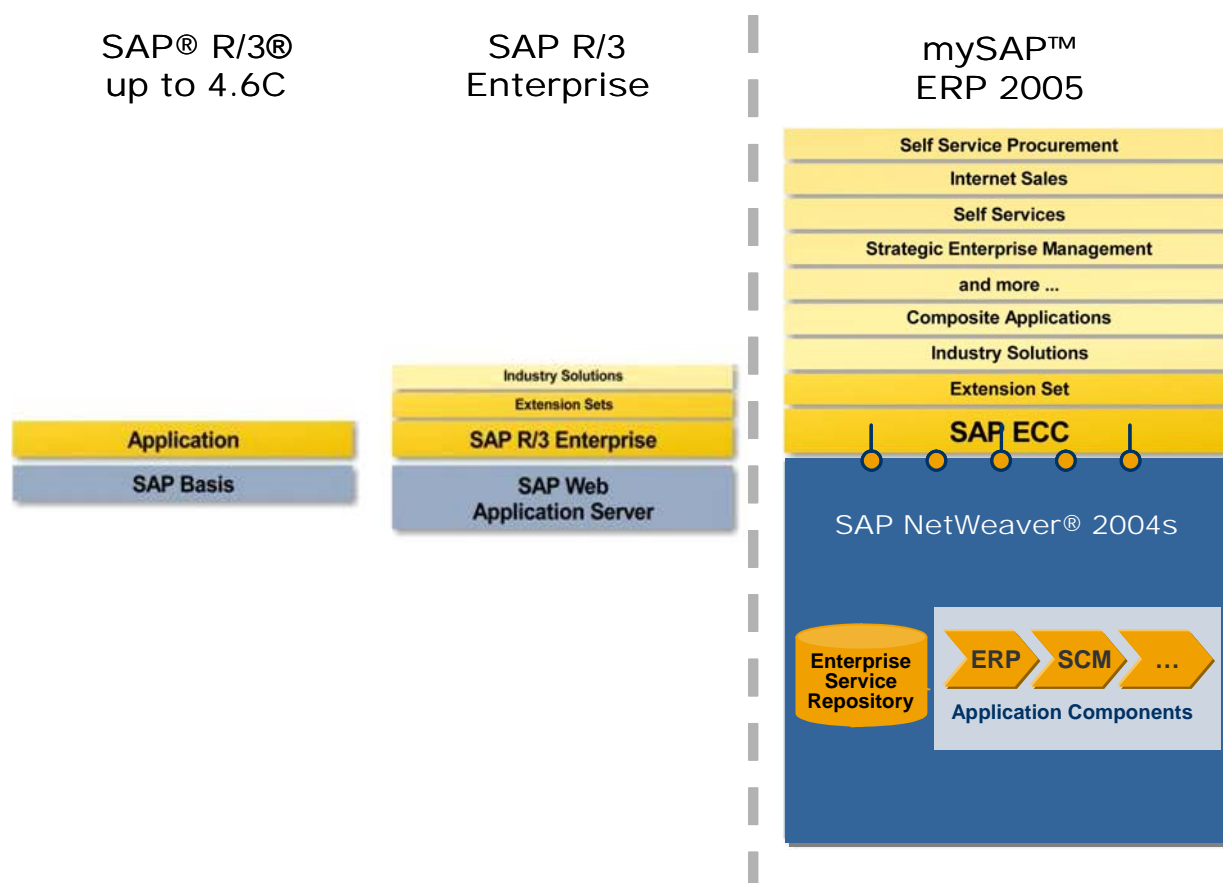 SAP® R/3®
up to 4.6C
SAP R/3
Enterprise
mySAP™
ERP 2005
Application
SAP Basis
Industry Solutions
Extension Sets
SAP R/3 Enterprise
SAP Web
Application Server
Self Service Procurement
Internet Sales
Self Services
Strategic Enterprise Management
and more ...
Composite Applications
Industry Solutions
Extension Set
SAP ECC
SAP NetWeaver® 2004s
Enterprise
Service
Repository
ERP
SCM
...
Application Components